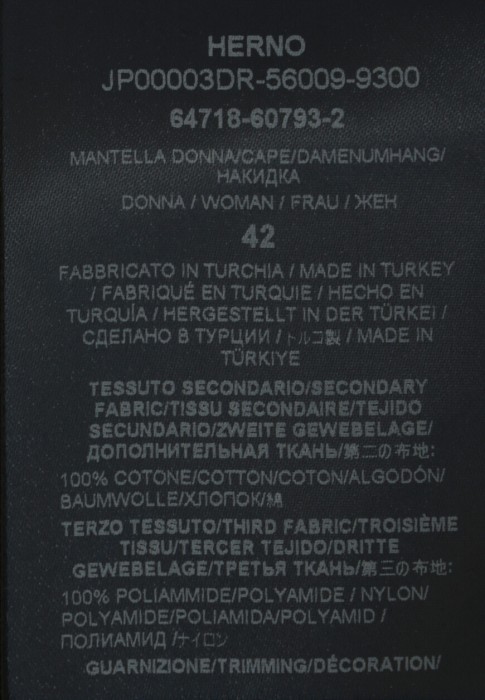 HERNO
JP00003DR-56009-9300
64718-60793-2
MANTELLA DONNA/CAPE/DAMENUMHANG/
НАКИДКА
DONNA / WOMAN / FRAU / ЖЕН
42
FABBRICATO IN TURCHIA / MADE IN TURKEY
/ FABRIQUÉ EN TURQUIE / HECHO EN
TURQUÍA / HERGESTELLT IN DER TÜRKEI /
СДЕЛАНО В ТУРЦИИ / トルコ製 / MADE IN
TÜRKIYE
TESSUTO SECONDARIO/SECONDARY
FABRIC/TISSU SECONDAIRE/TEJIDO
SECUNDARIO/ZWEITE GEWEBELAGE/
ДОПОЛНИТЕЛЬНАЯ ТКАНЬ/第二の布地:
100% COTONE/COTTON/COTON/ALGODÓN/
BAUMWOLLE/ХЛОПОК/綿
TERZO TESSUTO/THIRD FABRIC/TROISIÈME
TISSU/TERCER TEJIDO/DRITTE
GEWEBELAGE/ТРЕТЬЯ ТКАНЬ/第三の布地:
100% POLIAMMIDE/POLYAMIDE / NYLON/
POLYAMIDE/POLIAMIDA/POLYAMID /
ПОЛИАМИД /ナイロン
GUARNIZIONE/TRIMMING/DÉCORATION/